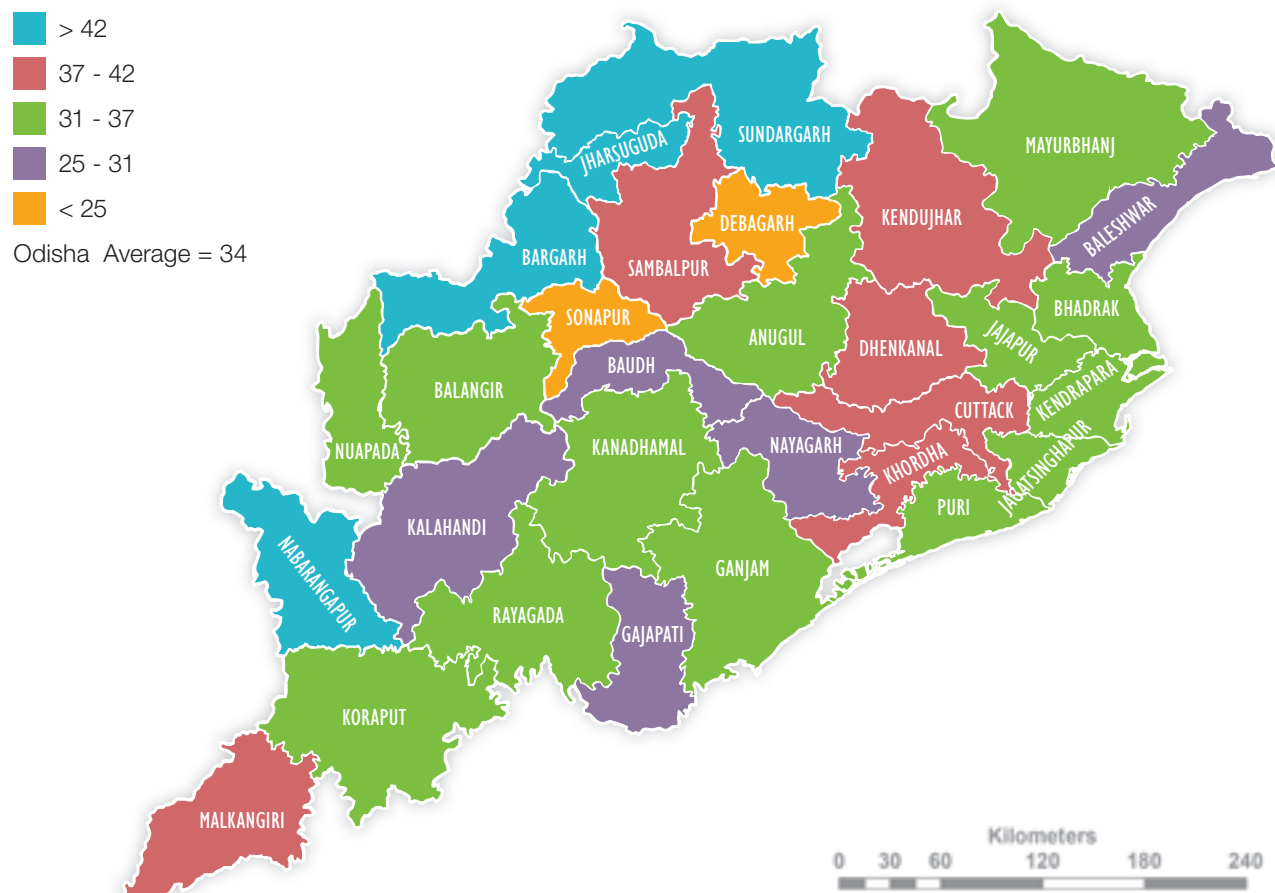 > 42
37 - 42
31 - 37
25 - 31
< 25
Odisha Average = 34
SUNDARGARH
JHARSUGUDA
MAYURBHANJ
KENDUJHAR
DEBAGARH
BALESHWAR
BARGARH
SAMBALPUR
SONAPUR
BHADRAK
ANUGUL
JAJAPUR
DHENKANAL
BAUDH
BALANGIR
KENDRAPARA
CUTTACK
NUAPADA
KANADHAMAL
NAYAGARH
KHORDHA
JAGATSINGHAPUR
PURI
KALAHANDI
GANJAM
NABARANGAPUR
RAYAGADA
GAJAPATI
KORAPUT
MALKANGIRI
Kilometers
0 30 60 120 180 240